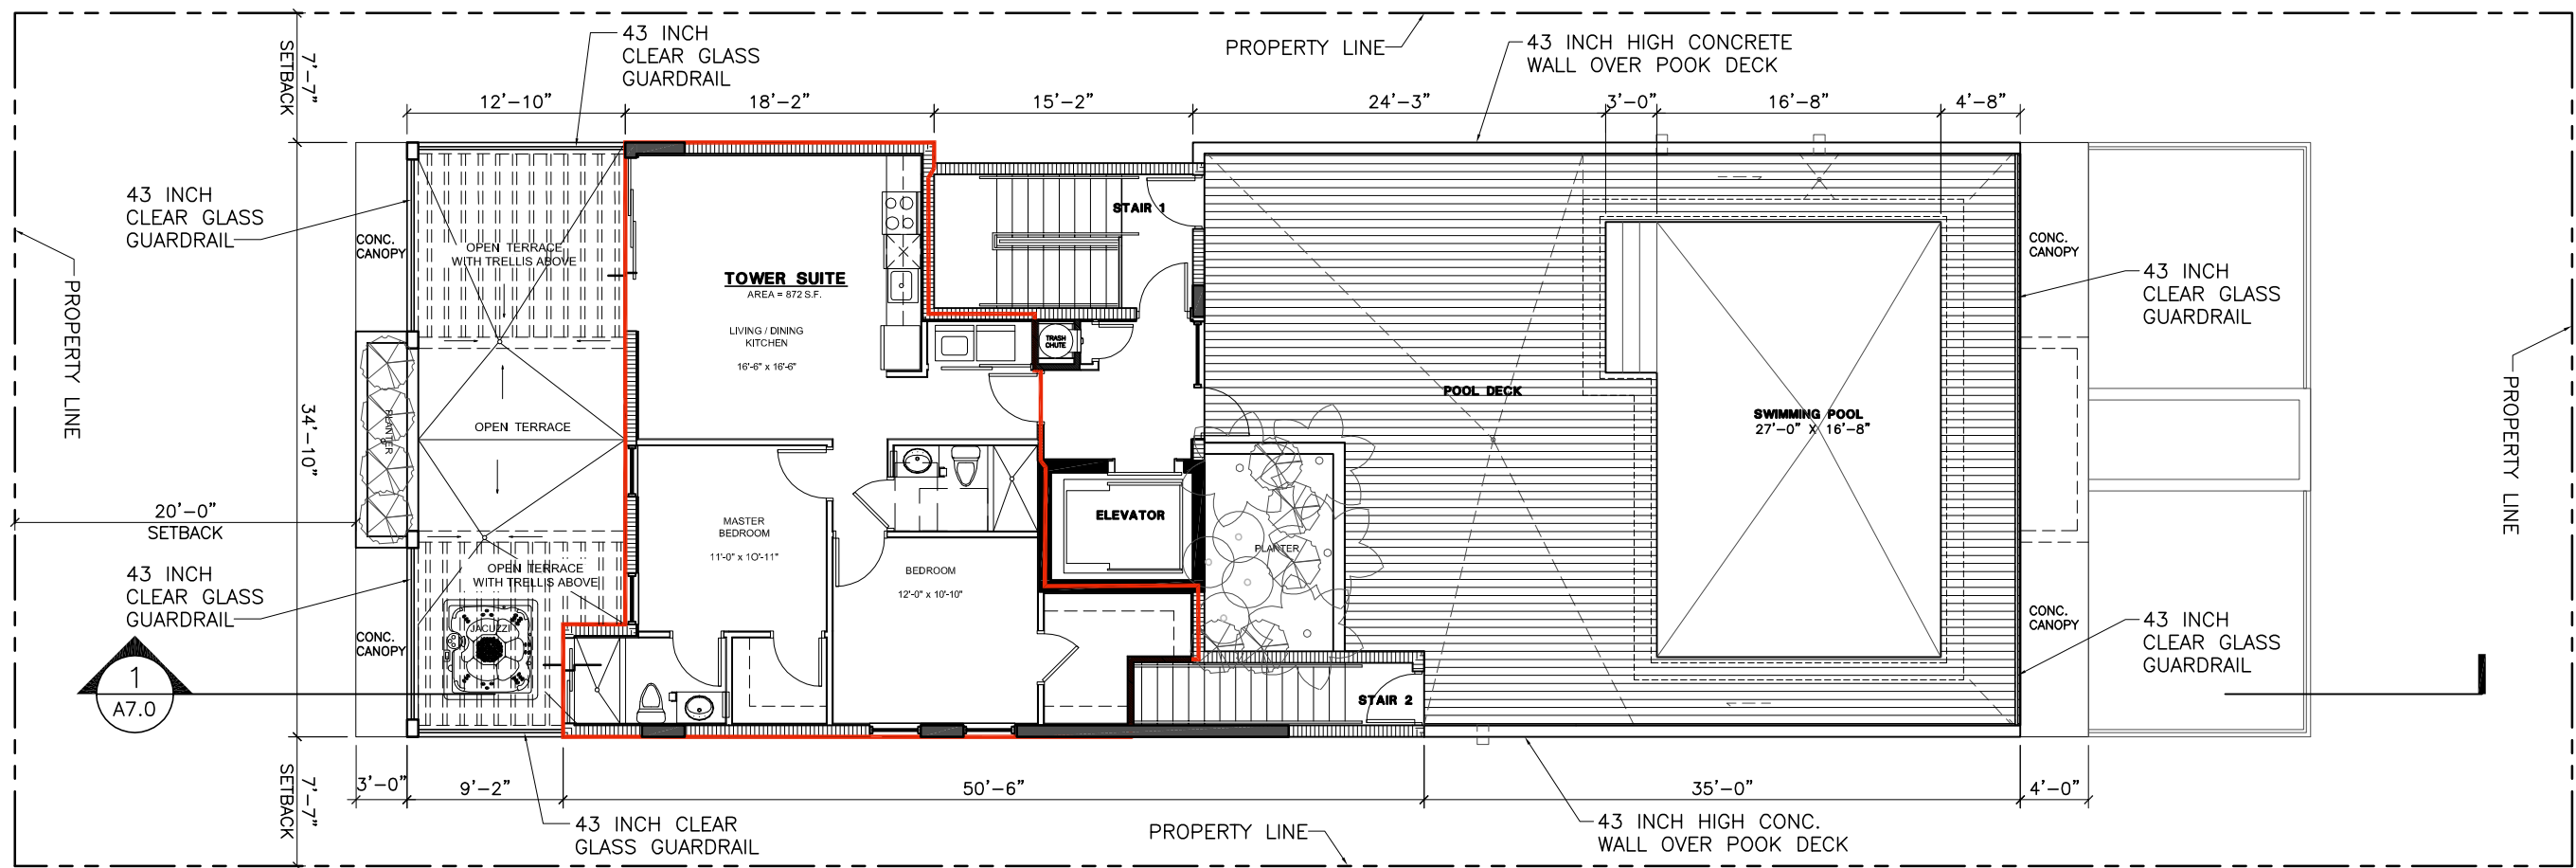 43 INCH
CLEAR GLASS
GUARDRAIL
PROPERTY LINE
43 INCH HIGH CONCRETE
WALL OVER POOK DECK
7'-7"
SETBACK
12'-10"
18'-2"
15'-2"
24'-3"
3'-0"
16'-8"
4'-8"
43 INCH
CLEAR GLASS
GUARDRAIL
CONC.
CANOPY
OPEN TERRACE
WITH TRELLIS ABOVE
TOWER SUITE
AREA = 872 S.F.
LIVING / DINING
KITCHEN
16'-6" x 16'-6"
STAIR 1
TRASH
CHUTE
CONC.
CANOPY
43 INCH
CLEAR GLASS
GUARDRAIL
PROPERTY LINE
PROPERTY LINE
34'-10"
PLANTER
OPEN TERRACE
POOL DECK
SWIMMING POOL
27'-0" X 16'-8"
20'-0"
SETBACK
MASTER
BEDROOM
11'-0" x 10'-11"
ELEVATOR
PLANTER
43 INCH
CLEAR GLASS
GUARDRAIL
OPEN TERRACE
WITH TRELLIS ABOVE
BEDROOM
12'-0" x 10'-10"
JACUZZI
CONC.
CANOPY
CONC.
CANOPY
43 INCH
CLEAR GLASS
GUARDRAIL
1
A7.0
STAIR 2
SETBACK
7'-7"
3'-0"
9'-2"
50'-6"
35'-0"
4'-0"
43 INCH CLEAR
GLASS GUARDRAIL
PROPERTY LINE
43 INCH HIGH CONC.
WALL OVER POOK DECK